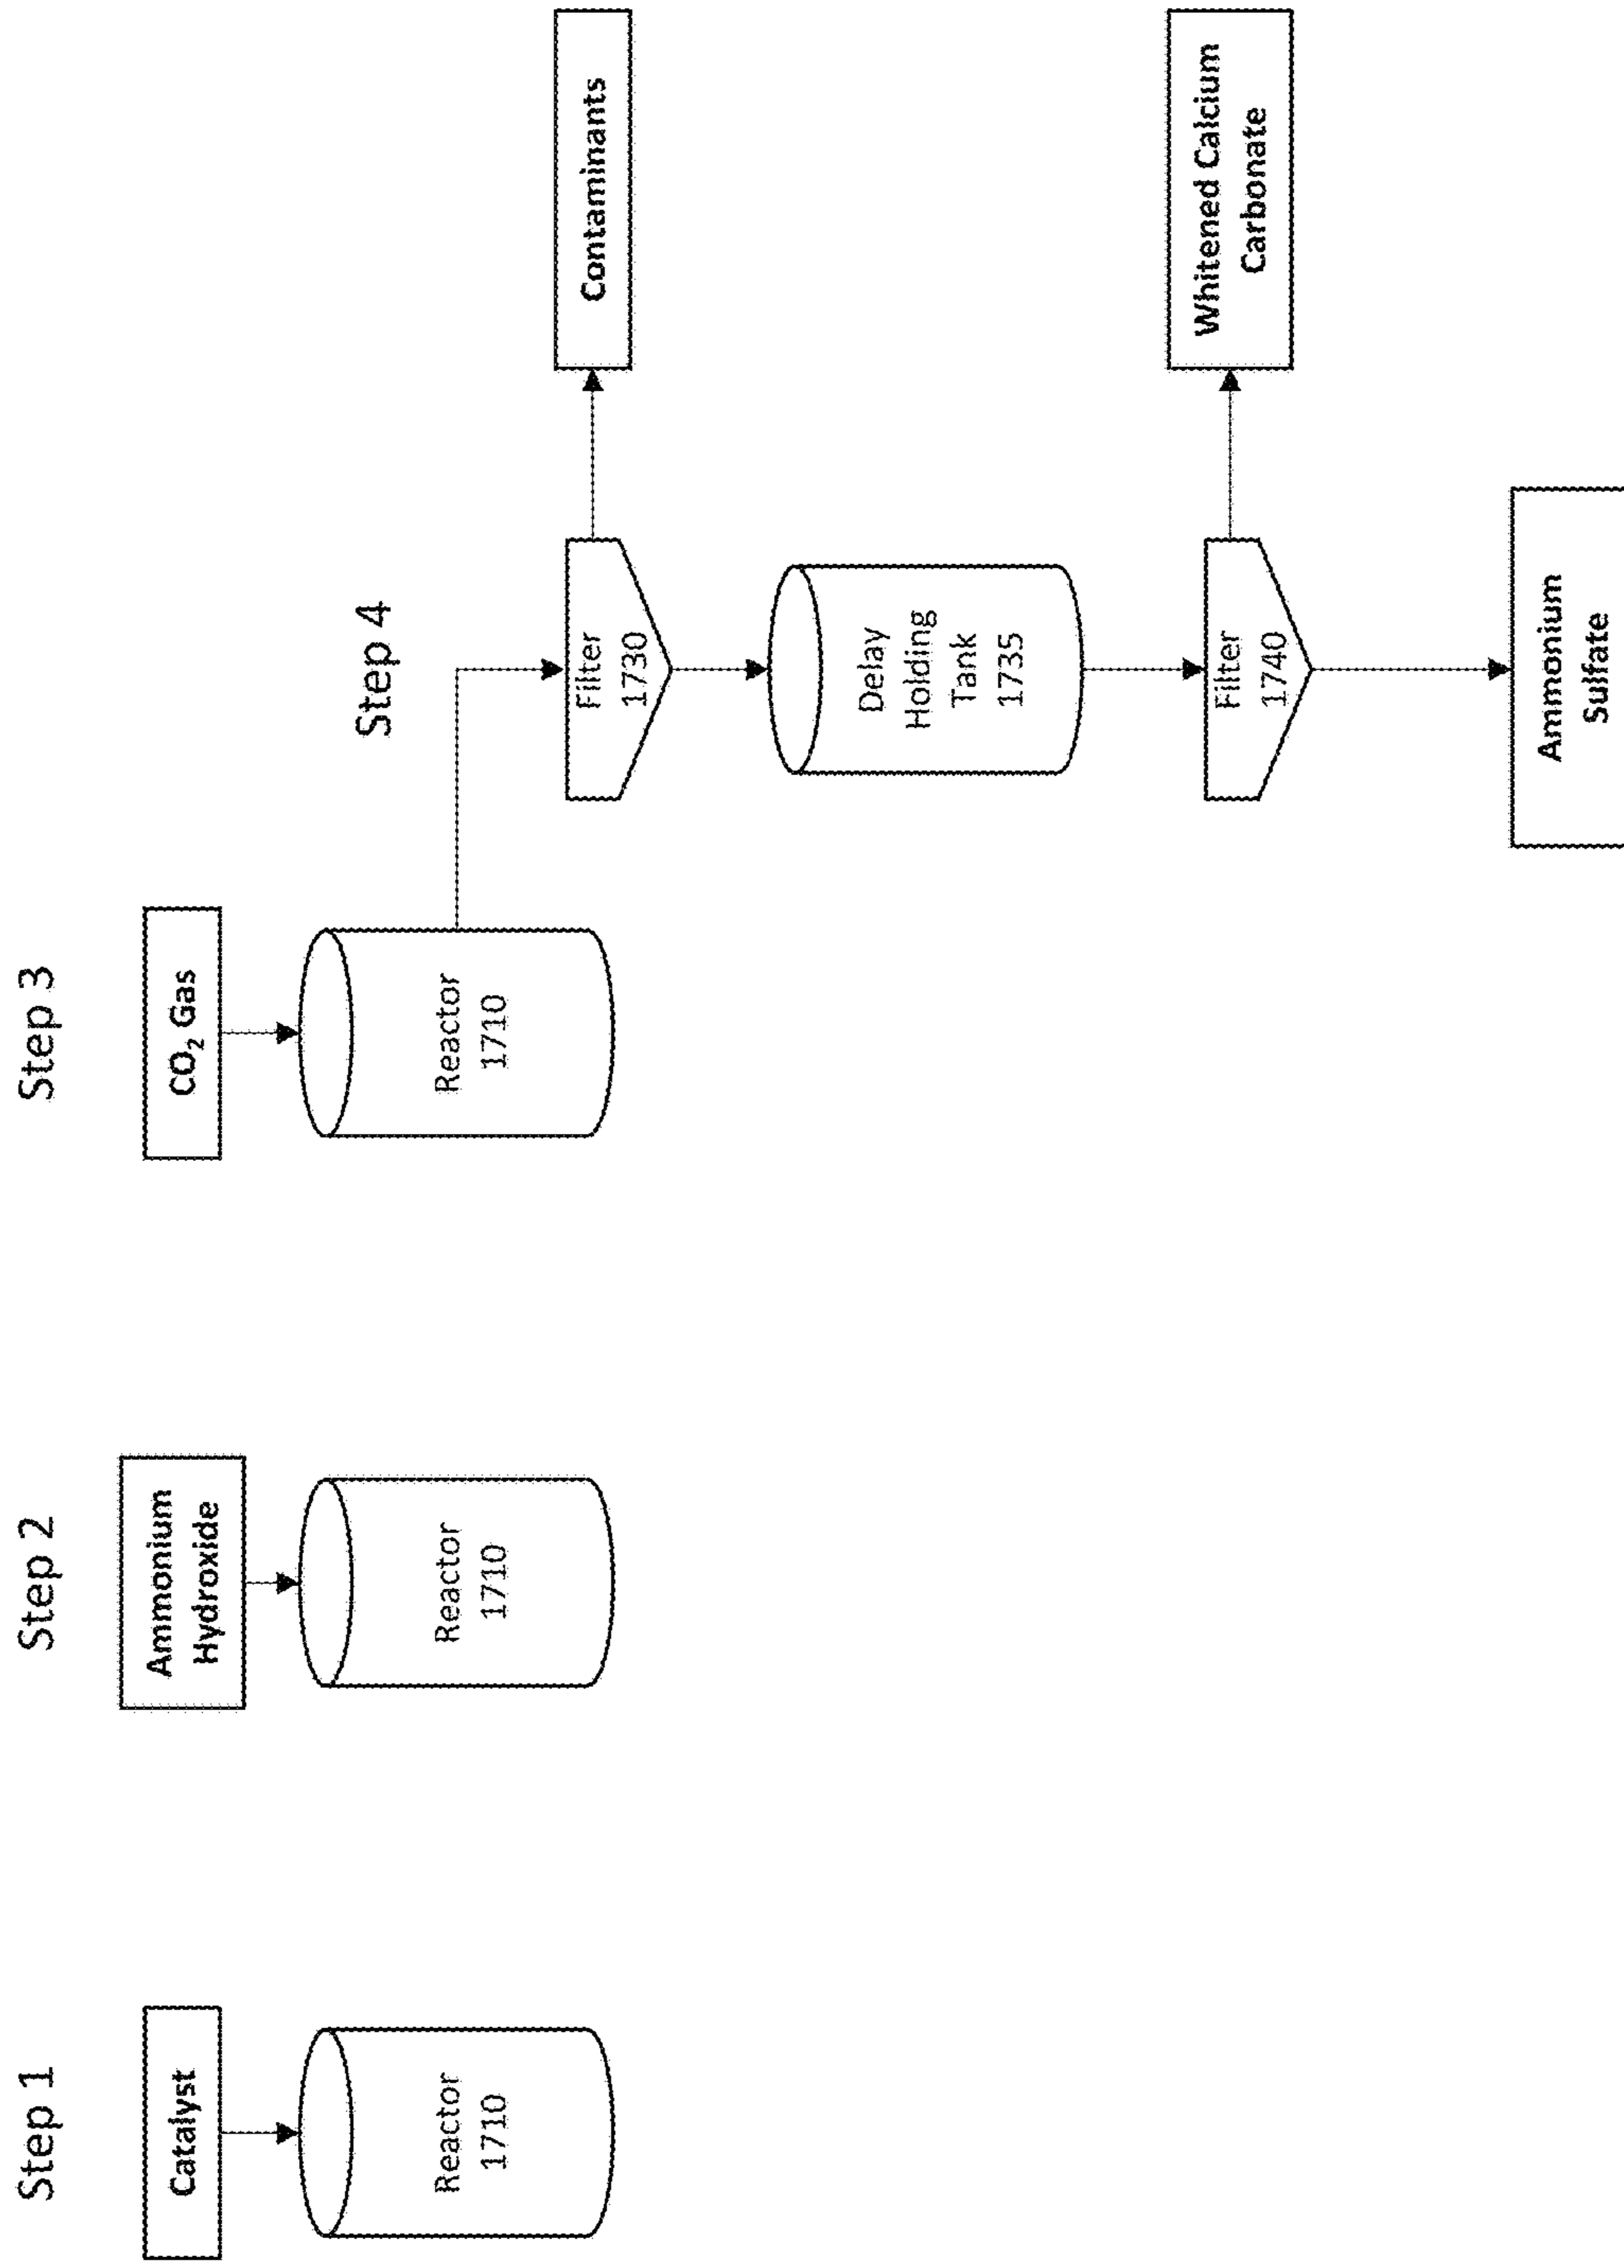 Step 1
Catalyst
Reactor
1710
Step 2
Ammonium
Hydroxide
Reactor
1710
Step 3
CO₂ Gas
Reactor
1710
Step 4
Filter
1730
Contaminants
Delay
Holding
Tank
1735
Filter
1740
Whitened Calcium
Carbonate
Ammonium
Sulfate